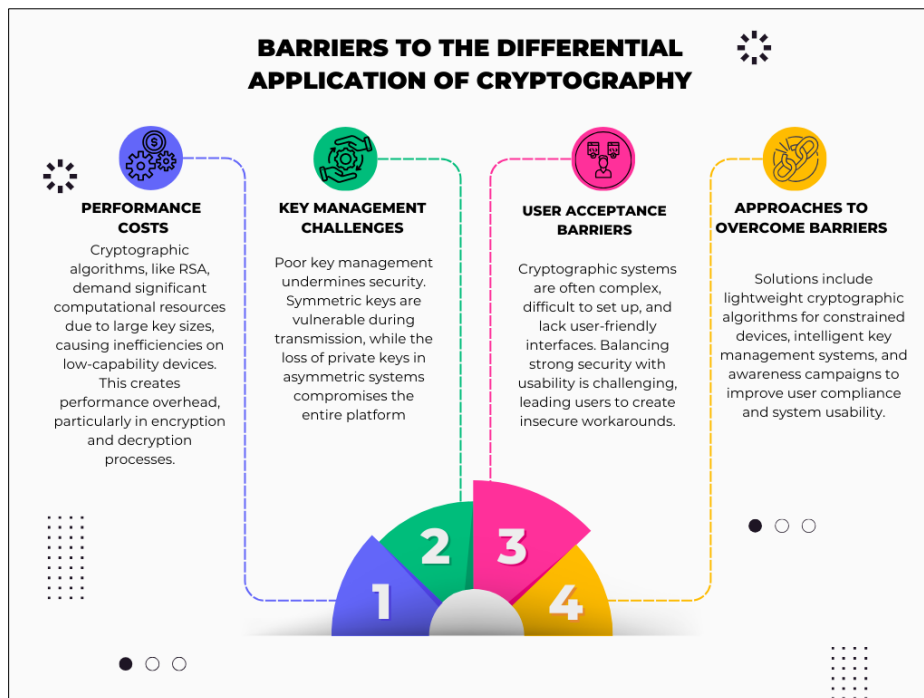 BARRIERS TO THE DIFFERENTIAL
APPLICATION OF CRYPTOGRAPHY
$
PERFORMANCE
COSTS
Cryptographic
algorithms, like RSA,
demand significant
computational resources
due to large key sizes,
causing inefficiencies on
low-capability devices.
This creates
performance overhead,
particularly in encryption
and decryption
processes.
KEY MANAGEMENT
CHALLENGES
Poor key management
undermines security.
Symmetric keys are
vulnerable during
transmission, while the
loss of private keys in
asymmetric systems
compromises the
entire platform
USER ACCEPTANCE
BARRIERS
Cryptographic systems
are often complex,
difficult to set up, and
lack user-friendly
interfaces. Balancing
strong security with
usability is challenging,
leading users to create
insecure workarounds.
APPROACHES TO
OVERCOME BARRIERS
Solutions include
lightweight cryptographic
algorithms for constrained
devices, intelligent key
management systems, and
awareness campaigns to
improve user compliance
and system usability.
1
2
3
4